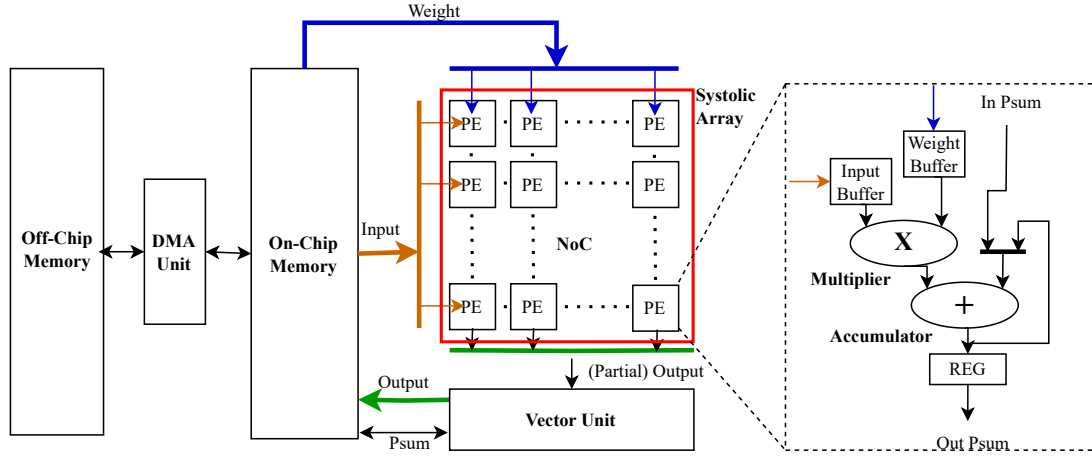 Weight
Off-Chip
Memory
DMA
Unit
On-Chip
Memory
Input
Systolic
Array
PE
PE
PE
PE
PE
PE
NoC
PE
PE
PE
(Partial) Output
Output
Vector Unit
Psum
In Psum
Weight
Buffer
Input
Buffer
X
Multiplier
+
Accumulator
REG
Out Psum